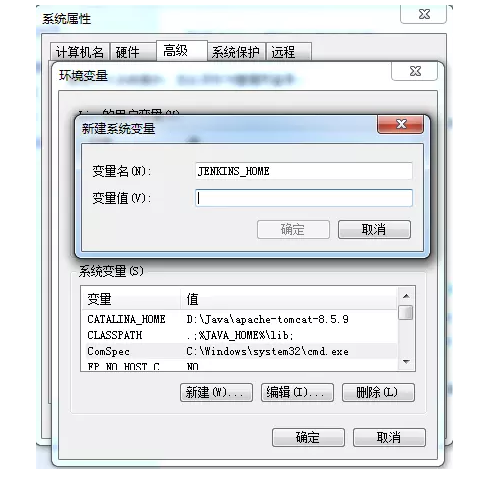 系统属性
计算机名 硬件 高级 系统保护 远程
环境变量
新建系统变量
变量名(N): JENKINS_HOME
变量值(V):
确定 取消
系统变量(S)
变量 值
CATALINA_HOME D:\Java\apache-tomcat-8.5.9
CLASSPATH .;%JAVA_HOME%\lib;
ComSpec C:\Windows\system32\cmd.exe
FP_NO_HOST_C... NO
新建(W)... 编辑(I)... 删除(L)
确定 取消